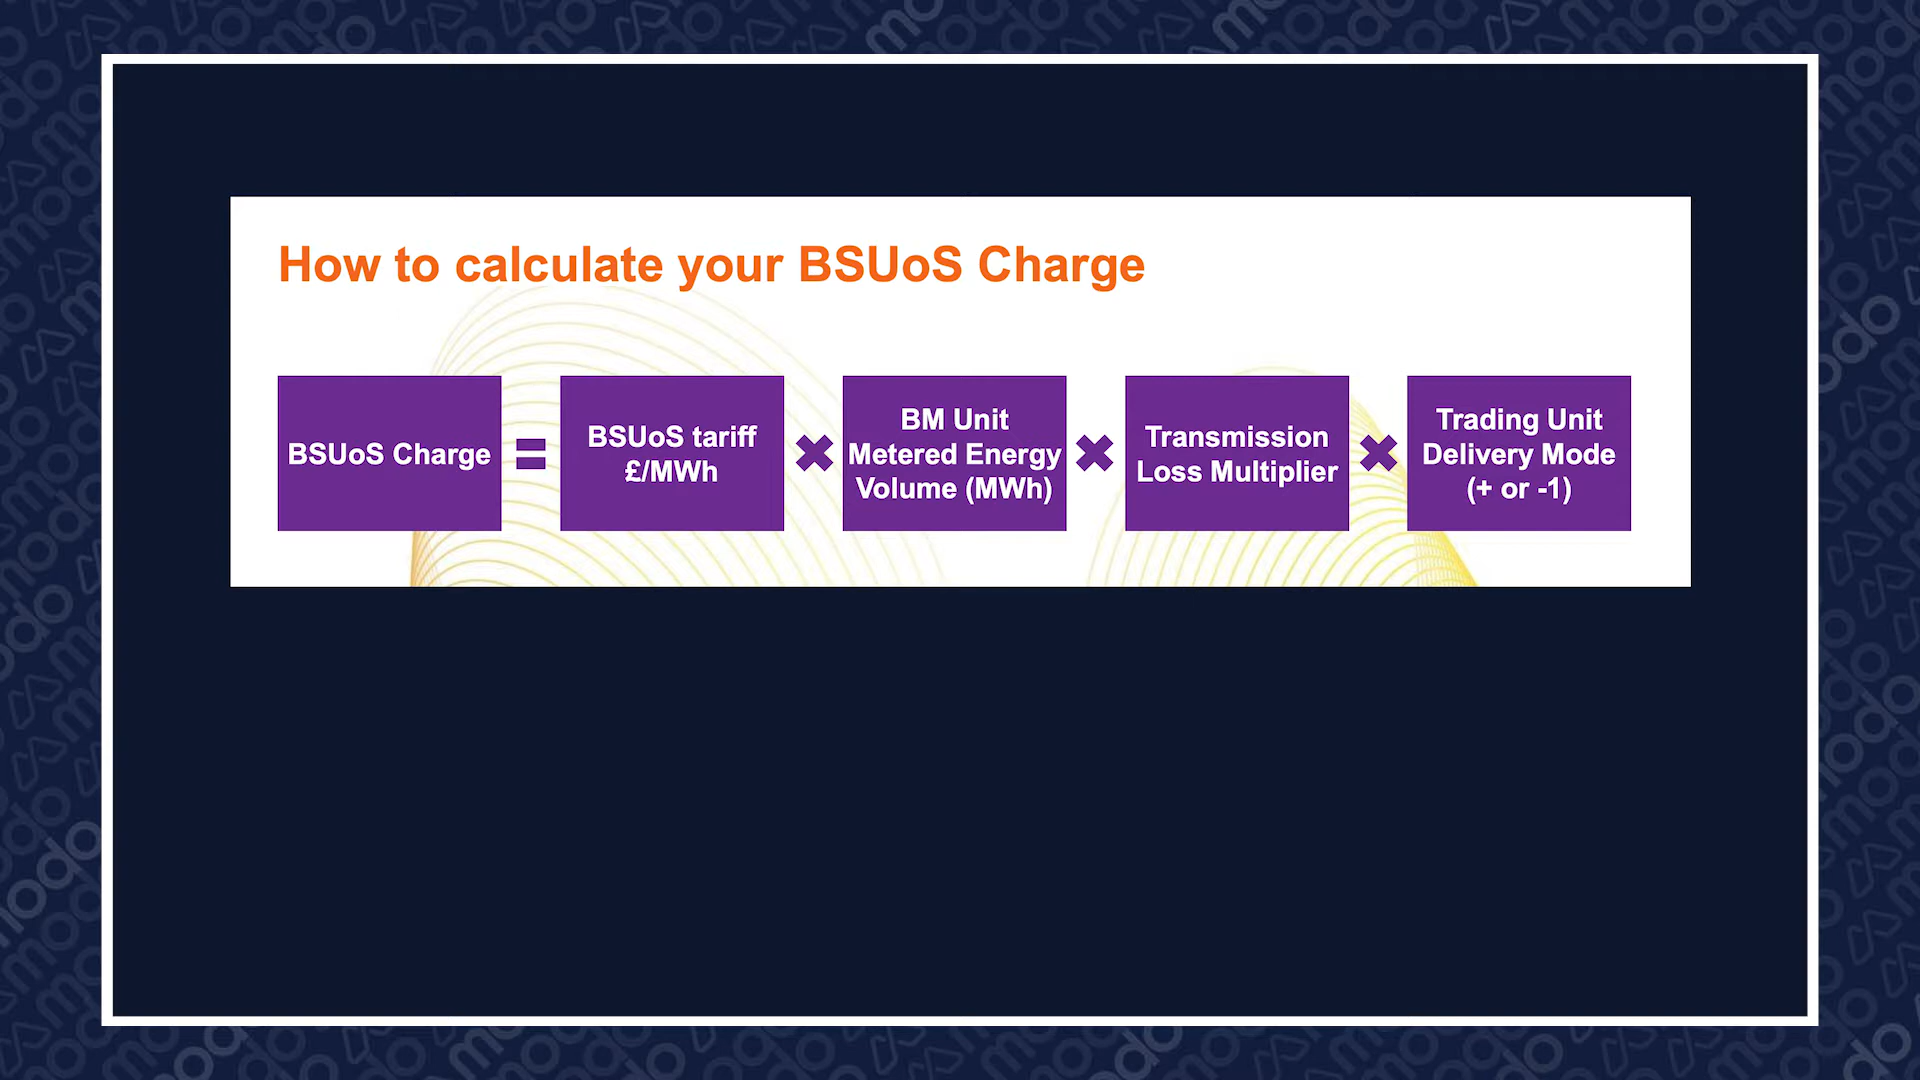 How to calculate your BSUoS Charge
BSUoS Charge
=
BSUoS tariff
£/MWh
×
BM Unit
Metered Energy
Volume (MWh)
×
Transmission
Loss Multiplier
×
Trading Unit
Delivery Mode
(+ or -1)
modo